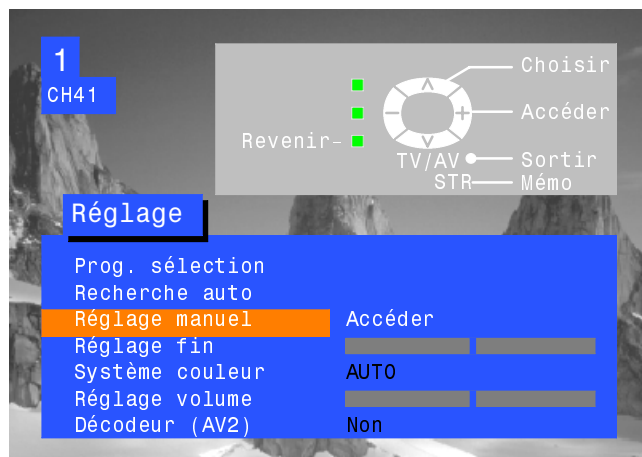 1
CH41
Choisir
Accéder
Revenir
TV/AV Sortir
STR Mémo
Réglage
Prog. sélection
Recherche auto
Réglage manuel Accéder
Réglage fin
Système couleur AUTO
Réglage volume
Décodeur (AV2) Non